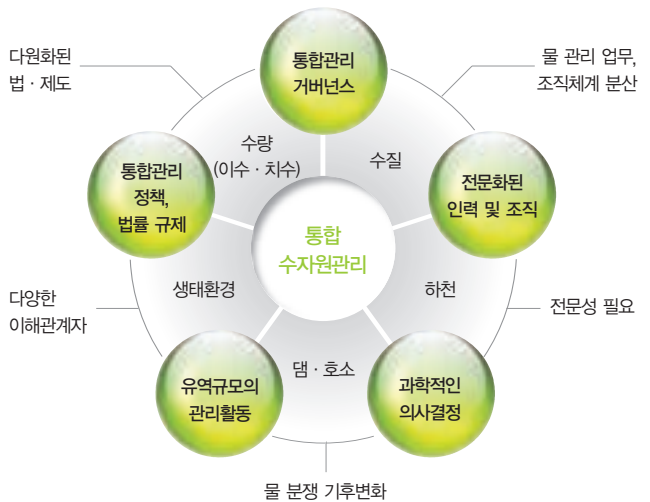 다원화된
법 · 제도
통합관리
거버넌스
물 관리 업무,
조직체계 분산
수량
(이수 · 치수)
수질
통합관리
정책,
법률 규제
전문화된
인력 및 조직
통합
수자원관리
생태환경
하천
다양한
이해관계자
전문성 필요
댐 · 호소
유역규모의
관리활동
과학적인
의사결정
물 분쟁 기후변화